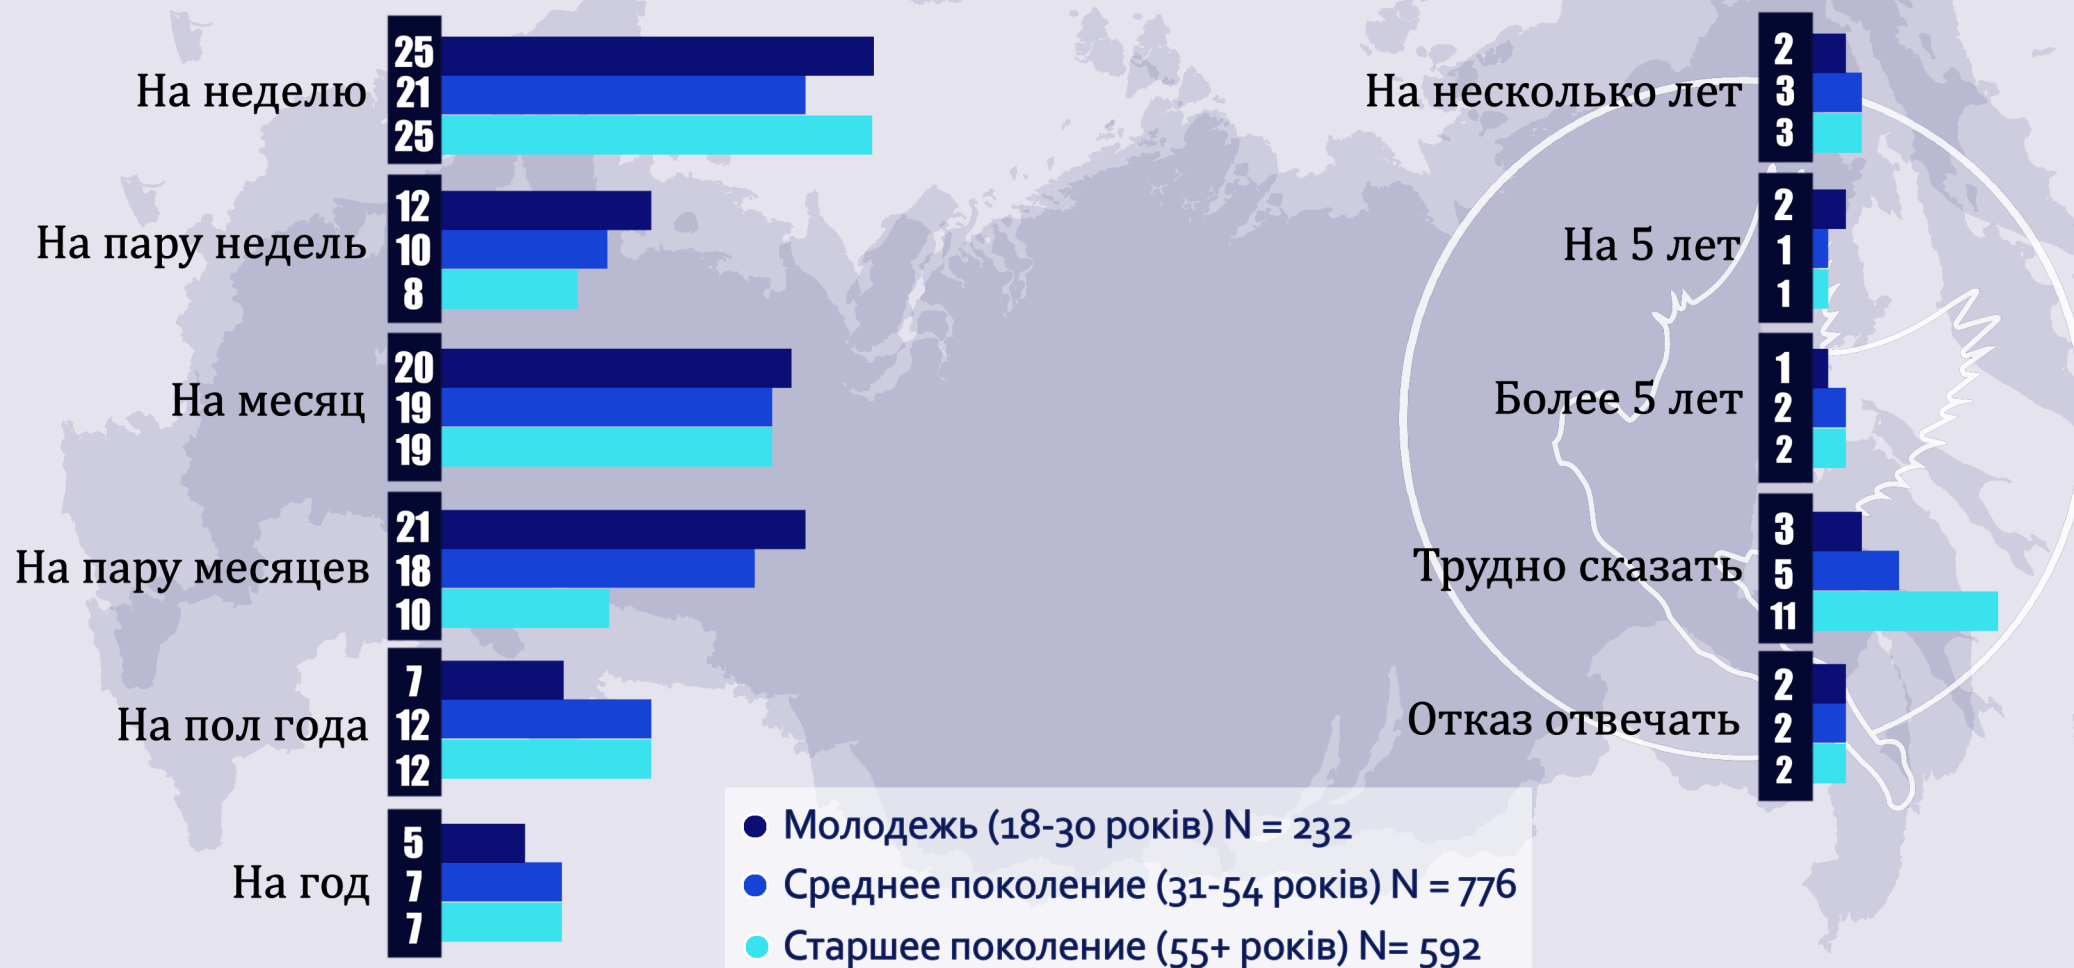 На неделю
25
21
25
На пару недель
12
10
8
На месяц
20
19
19
На пару месяцев
21
18
10
На пол года
7
12
12
На год
5
7
7
На несколько лет
2
3
3
На 5 лет
2
1
1
Более 5 лет
1
2
2
Трудно сказать
3
5
11
Отказ отвечать
2
2
2
Молодежь (18-30 років) N = 232
Среднее поколение (31-54 років) N = 776
Старшее поколение (55+ років) N= 592